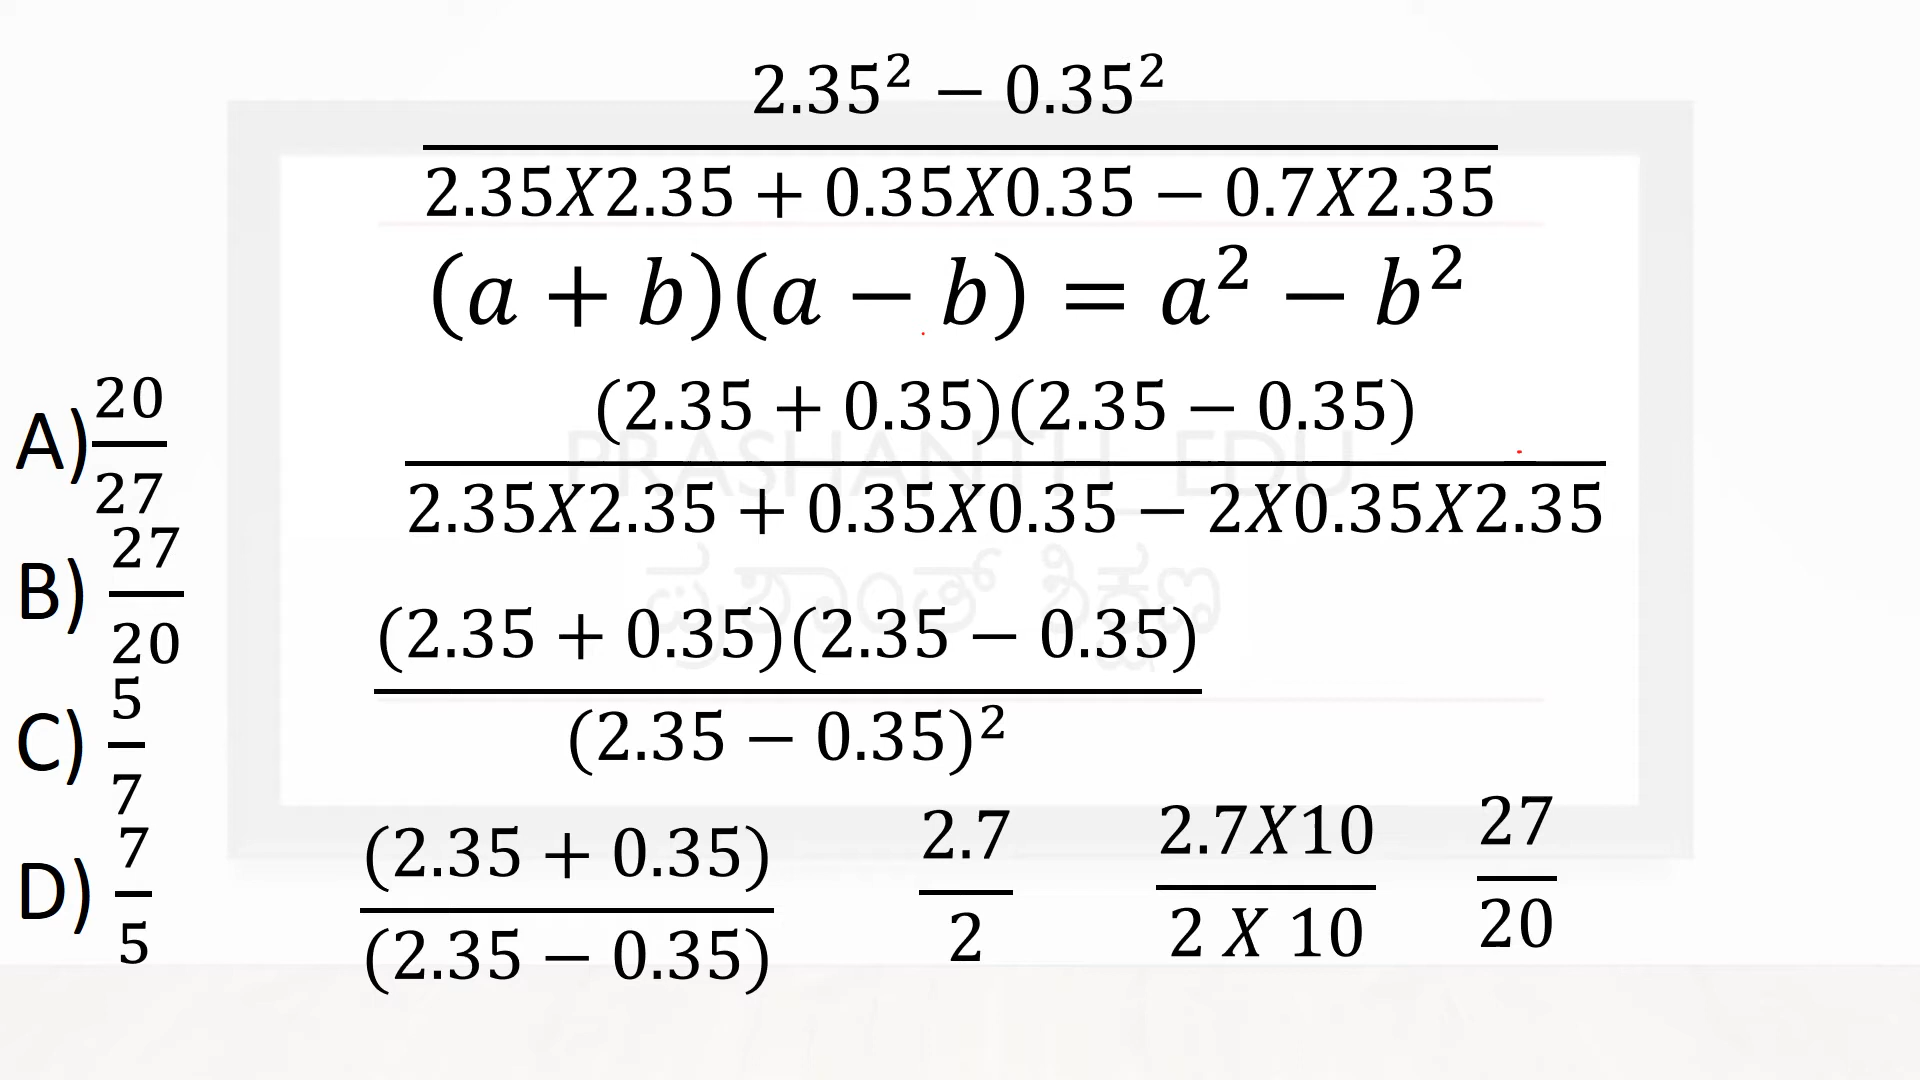 2.35² − 0.35²
2.35X2.35 + 0.35X0.35 − 0.7X2.35
(a + b)(a − b) = a² − b²
(2.35 + 0.35)(2.35 − 0.35)
2.35X2.35 + 0.35X0.35 − 2X0.35X2.35
(2.35 + 0.35)(2.35 − 0.35)
(2.35 − 0.35)²
(2.35 + 0.35)
(2.35 − 0.35)
2.7
2
2.7X10
2 X 10
27
20
A) 20/27
B) 27/20
C) 5/7
D) 7/5
PRASHANTH_EDU
ಪ್ರಶಾಂತ್ ಶಿಕ್ಷಣ